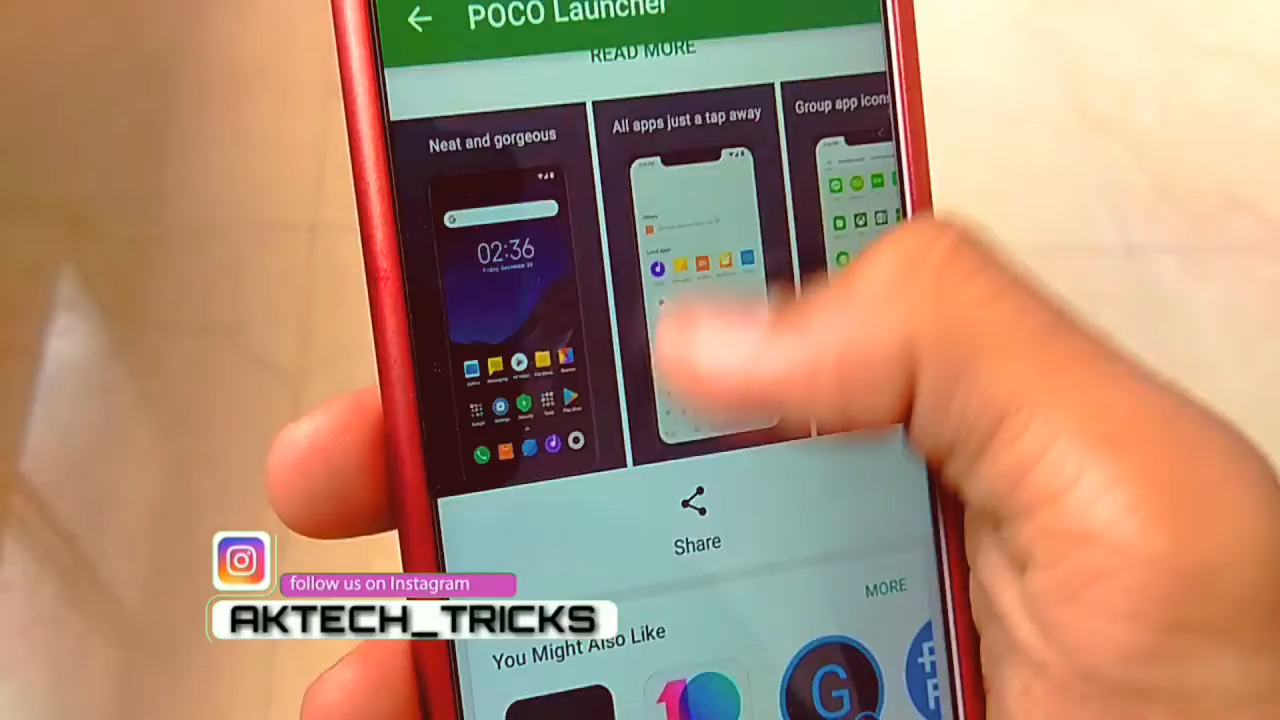 POCO Launcher
READ MORE
Neat and gorgeous
All apps just a tap away
Group app icons
02:36
Share
follow us on Instagram
AKTECH_TRICKS
MORE
You Might Also Like